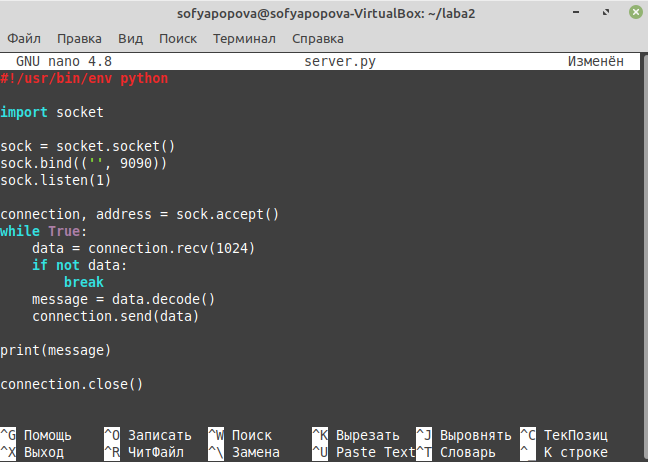 sofyapopova@sofyapopova-VirtualBox: ~/laba2
Файл Правка Вид Поиск Терминал Справка
GNU nano 4.8 server.py Изменён
#!/usr/bin/env python

import socket

sock = socket.socket()
sock.bind(('', 9090))
sock.listen(1)

connection, address = sock.accept()
while True:
    data = connection.recv(1024)
    if not data:
        break
    message = data.decode()
    connection.send(data)

print(message)

connection.close()

^G Помощь ^O Записать ^W Поиск ^K Вырезать ^J Выровнять ^C ТекПозиц
^X Выход ^R ЧитФайл ^\ Замена ^U Paste Text ^T Словарь ^_ К строке